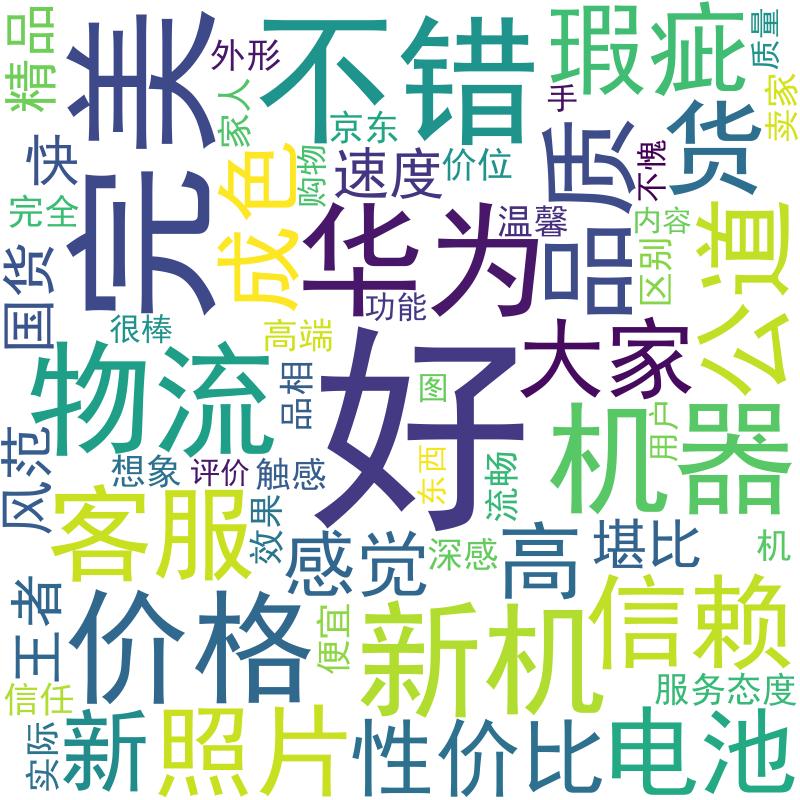 精品
完美
外形
不错
瑕疵
质量
家人
京东
手
卖家
快
成色
购物
速度
价位
品质
货
不愧
完全
华为
温馨
内容
公道
国货
区别
很棒
高端
功能
物流
品相
好
图
大家
机器
用户
风范
想象
评价
触感
东西
流畅
客服
效果
感觉
深感
高
堪比
机
王者
价格
便宜
新机
信赖
信任
服务态度
实际
新
照片
性价比
电池